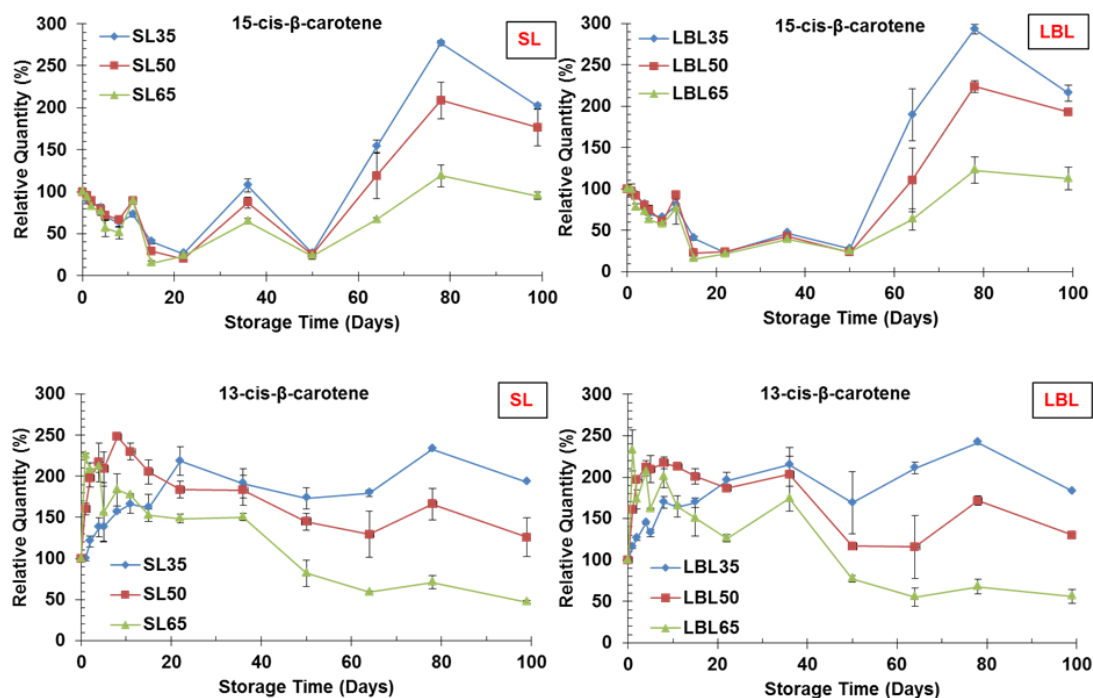 15-cis-β-carotene
SL
SL35
SL50
SL65
Relative Quantity (%)
300
250
200
150
100
50
0
0 20 40 60 80 100
Storage Time (Days)
15-cis-β-carotene
LBL
LBL35
LBL50
LBL65
Relative Quantity (%)
300
250
200
150
100
50
0
0 20 40 60 80 100
Storage Time (Days)
13-cis-β-carotene
SL
Relative Quantity (%)
300
250
200
150
100
50
0
SL35
SL50
SL65
0 20 40 60 80 100
Storage Time (Days)
13-cis-β-carotene
LBL
Relative Quantity (%)
300
250
200
150
100
50
0
LBL35
LBL50
LBL65
0 20 40 60 80 100
Storage Time (Days)